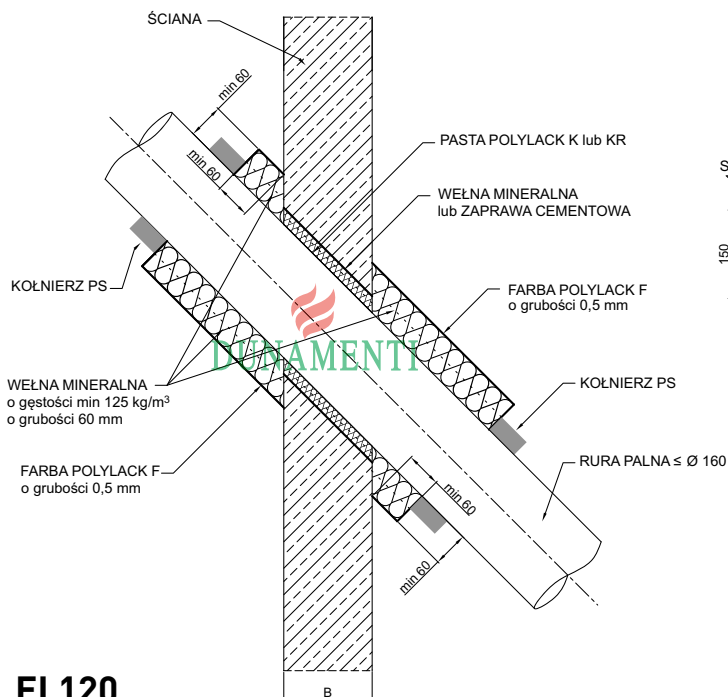 ŚCIANA
min 60
min 60
PASTA POLYLACK K lub KR
WEŁNA MINERALNA
lub ZAPRAWA CEMENTOWA
S
150
KOŁNIERZ PS
FARBA POLYLACK F
o grubości 0,5 mm
DUNAMENTI
WEŁNA MINERALNA
o gęstości min 125 kg/m³
o grubości 60 mm
KOŁNIERZ PS
FARBA POLYLACK F
o grubości 0,5 mm
RURA PALNA ≤ Ø 160
min 60
min 60
EI 120
B